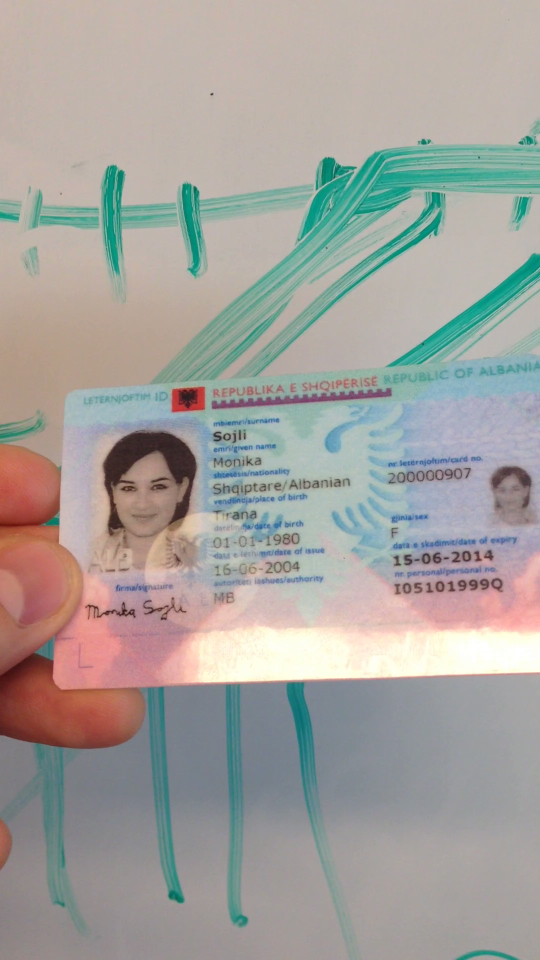 LETËRNJOFTIM ID REPUBLIKA E SHQIPËRISË REPUBLIC OF ALBANIA
mbiemri/surname
Sojli
emri/given name
Monika
shtetësia/nationality
Shqiptare/Albanian
vendlindja/place of birth
Tirana
datëlindja/date of birth
01-01-1980
data e lëshimit/date of issue
16-06-2004
autoriteti lëshues/authority
MB
nr. letërnjoftim/card no.
200000907
gjinia/sex
F
data e skadimit/date of expiry
15-06-2014
nr. personal/personal no.
I05101999Q
ALB
firma/signature
Monika Sojli